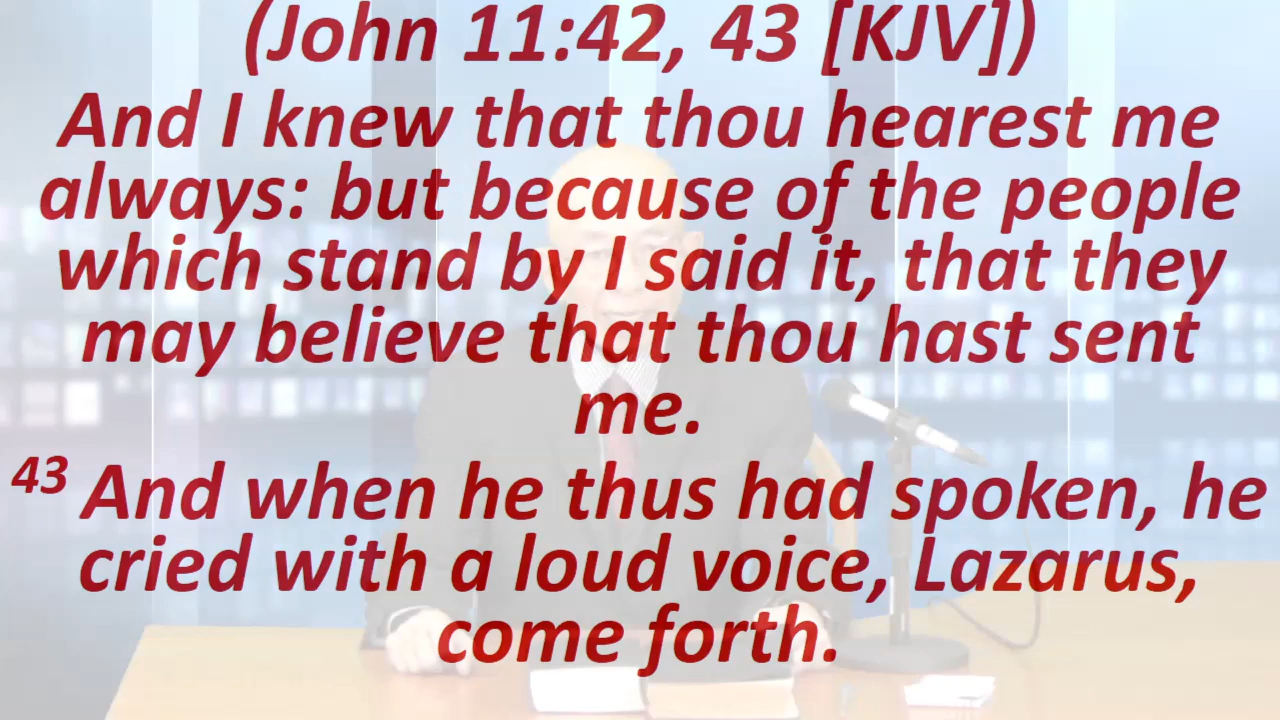 (John 11:42, 43 [KJV])
And I knew that thou hearest me
always: but because of the people
which stand by I said it, that they
may believe that thou hast sent
me.
43 And when he thus had spoken, he
cried with a loud voice, Lazarus,
come forth.